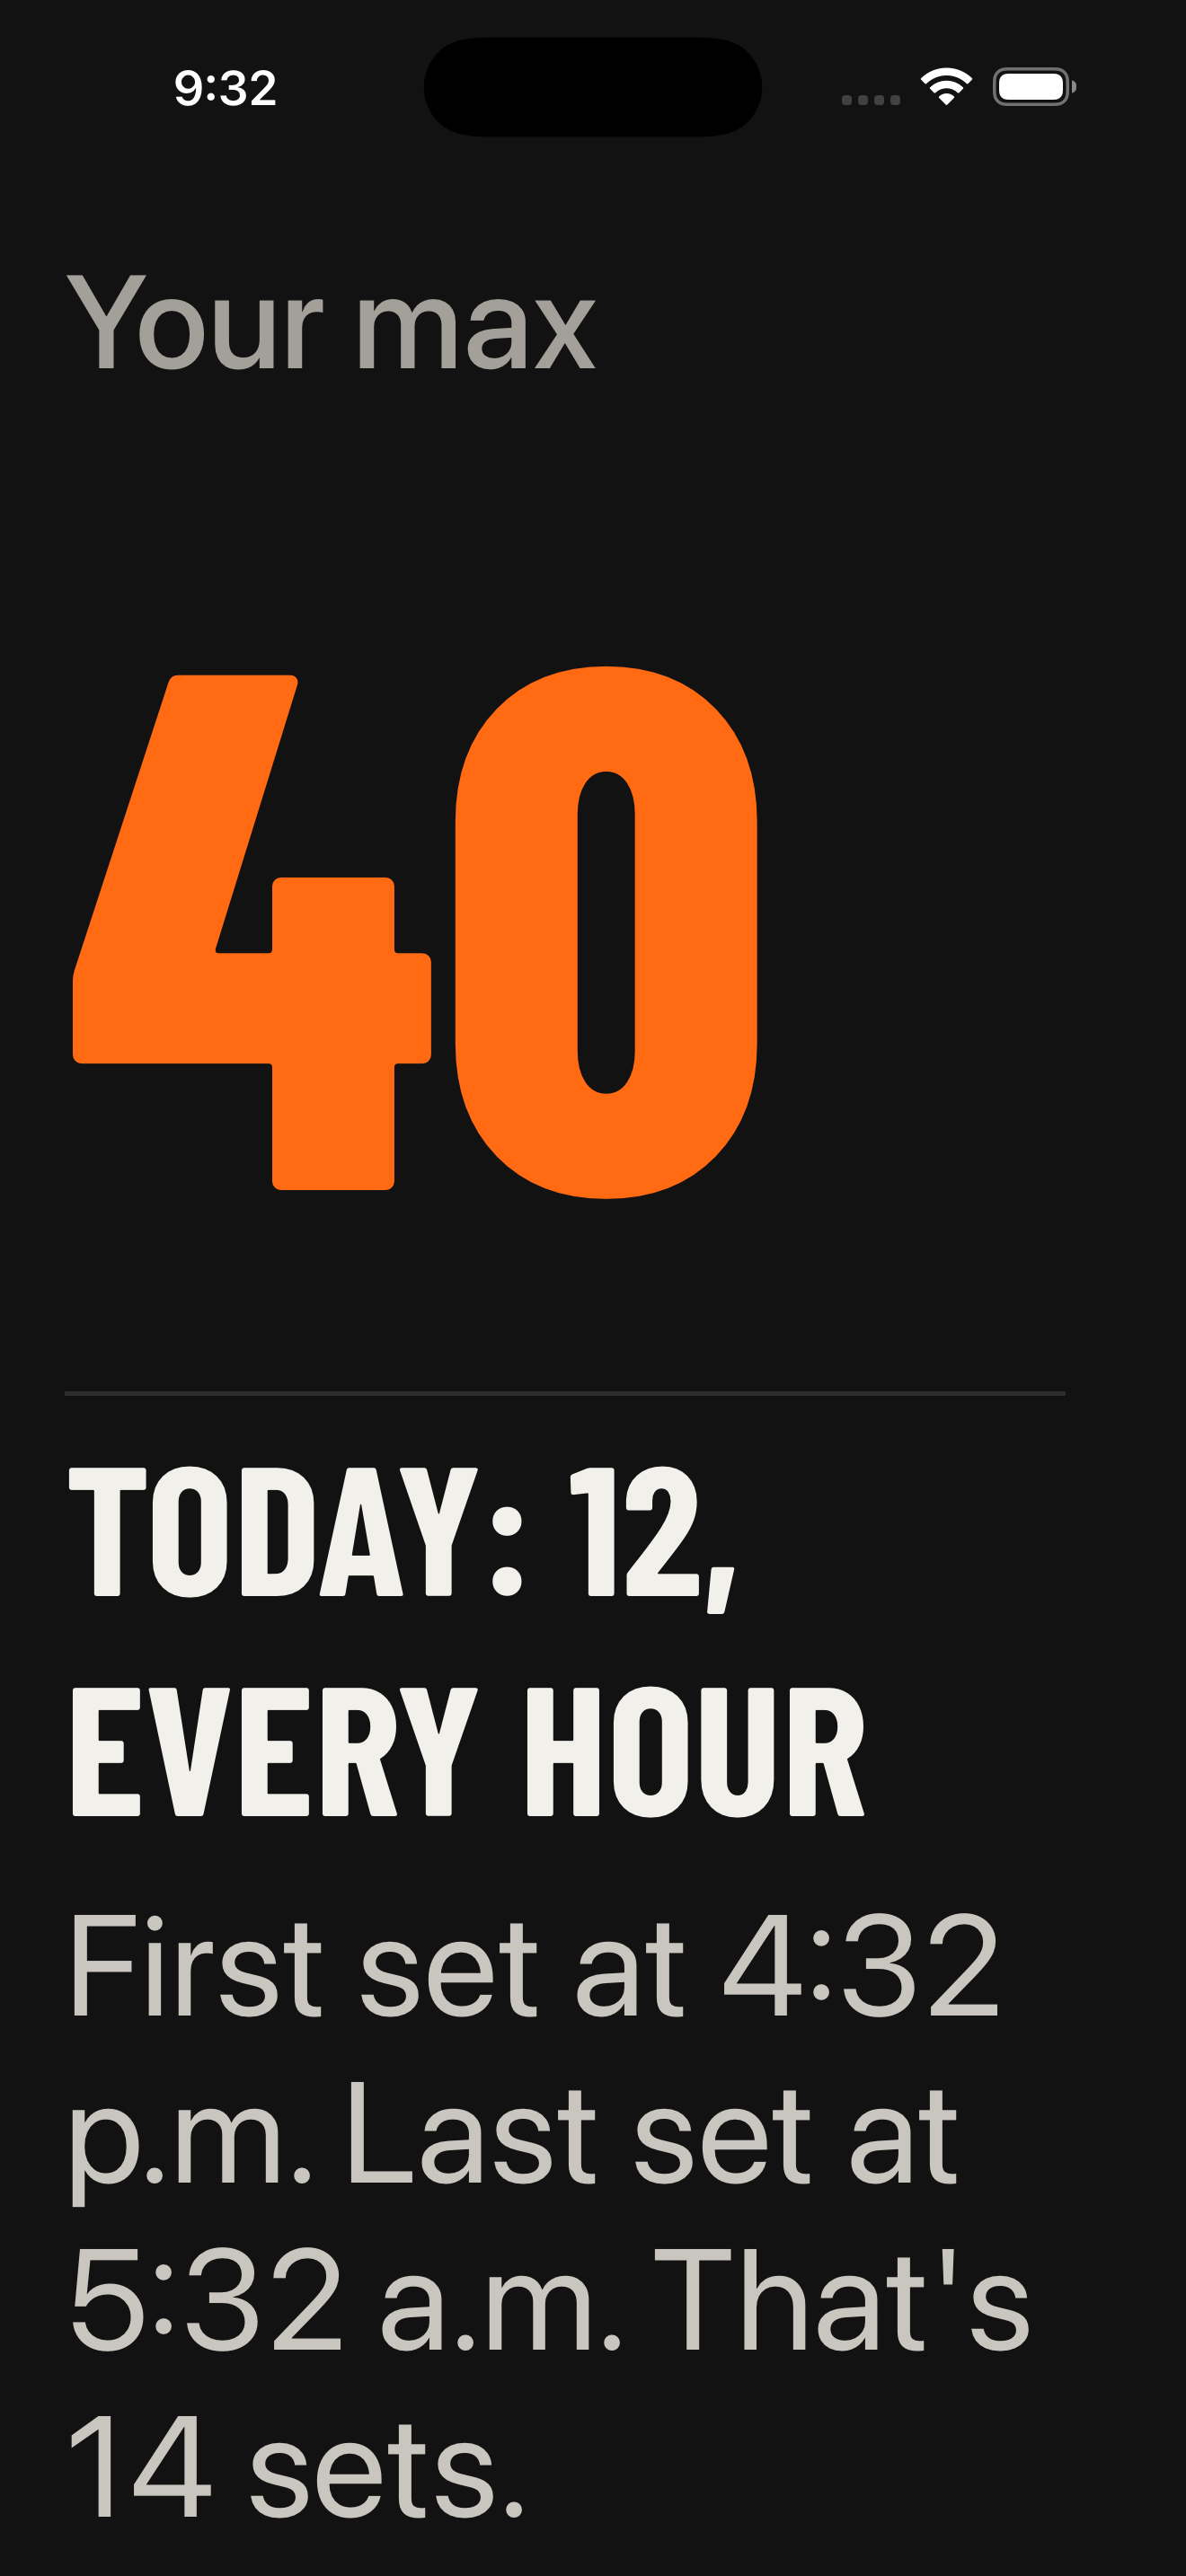 9:32
Your max
40
TODAY: 12,
EVERY HOUR
First set at 4:32
p.m. Last set at
5:32 a.m. That's
14 sets.